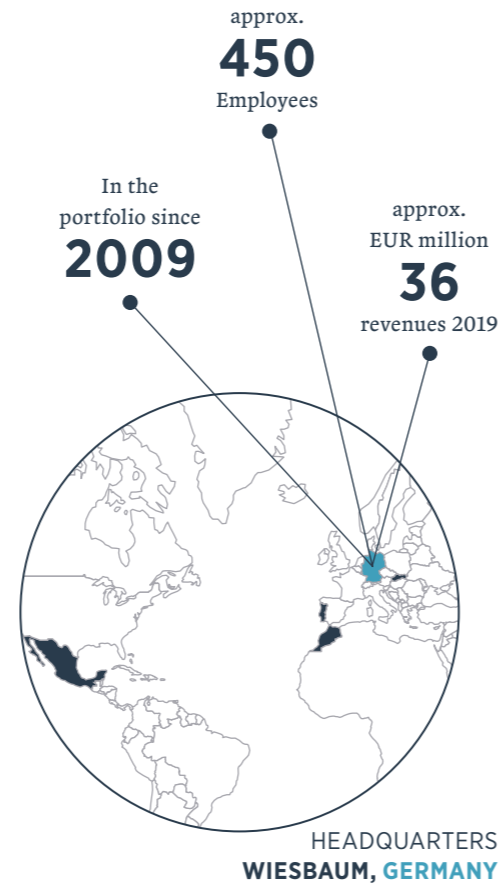 approx.
450
Employees
In the
portfolio since
2009
approx.
EUR million
36
revenues 2019
HEADQUARTERS
WIESBAUM, GERMANY